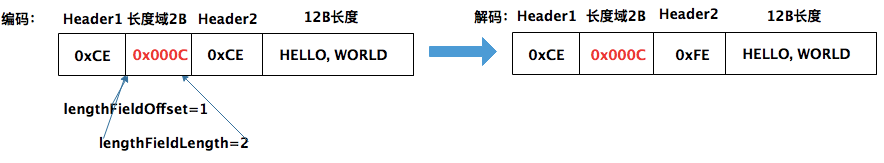 编码： Header1 长度域2B Header2 12B长度
0xCE 0x000C 0xCE HELLO, WORLD
lengthFieldOffset=1
lengthFieldLength=2
解码： Header1 长度域2B Header2 12B长度
0xCE 0x000C 0xFE HELLO, WORLD